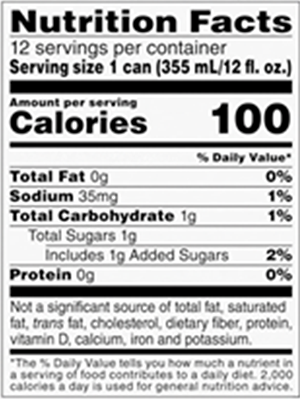 Nutrition Facts
12 servings per container
Serving size 1 can (355 mL/12 fl. oz.)
Amount per serving
Calories 100
% Daily Value*
Total Fat 0g 0%
Sodium 35mg 1%
Total Carbohydrate 1g 1%
Total Sugars 1g
Includes 1g Added Sugars 2%
Protein 0g 0%
Not a significant source of total fat, saturated
fat, trans fat, cholesterol, dietary fiber, protein,
vitamin D, calcium, iron and potassium.
*The % Daily Value tells you how much a nutrient in
a serving of food contributes to a daily diet. 2,000
calories a day is used for general nutrition advice.